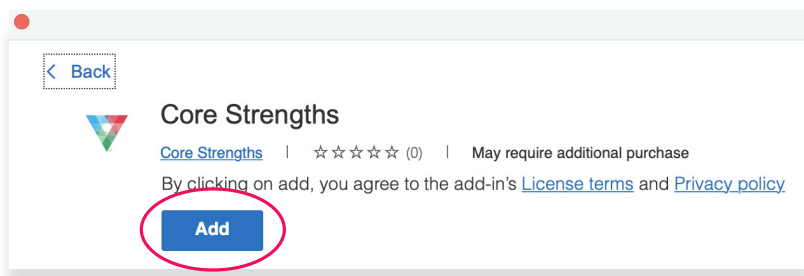 Back
Core Strengths
Core Strengths | ☆☆☆☆☆ (0) | May require additional purchase
By clicking on add, you agree to the add-in's License terms and Privacy policy
Add